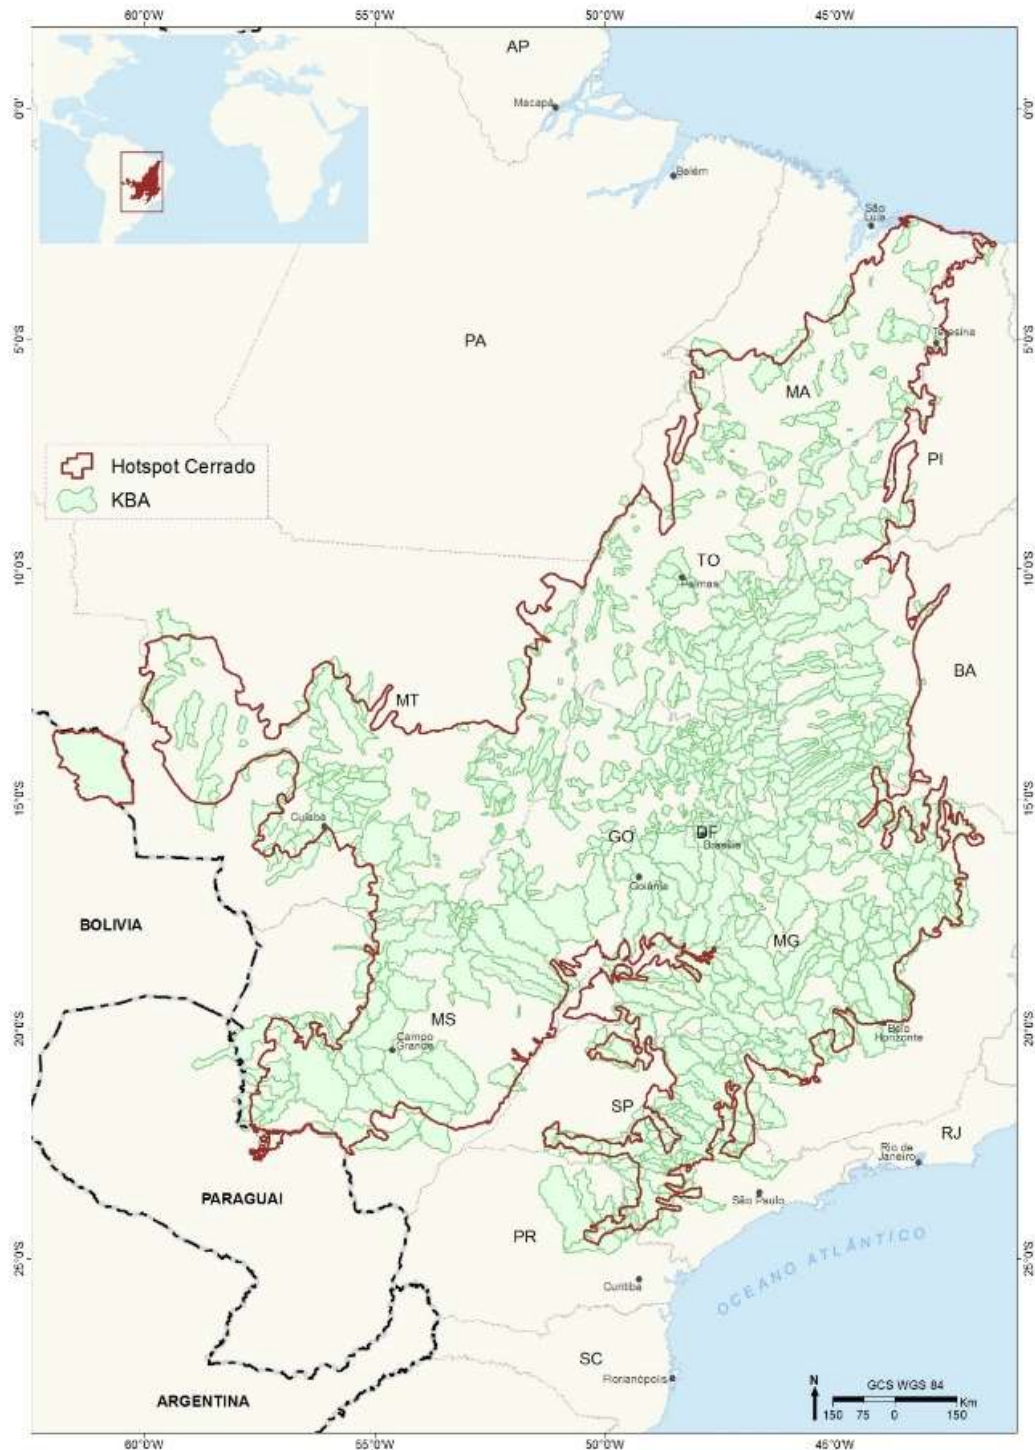 60°0'W
55°0'W
50°0'W
45°0'W
AP
Macapá
0°0'
0°0'
Belém
São
Luís
5°0'S
PA
Teresina
5°0'S
MA
Hotspot Cerrado
KBA
PI
10°0'S
TO
Palmas
10°0'S
MT
BA
15°0'S
Cuiabá
GO
DF
Brasília
15°0'S
Goiânia
BOLIVIA
MG
20°0'S
MS
Campo
Grande
Belo
Horizonte
20°0'S
SP
RJ
Rio de
Janeiro
São Paulo
PARAGUAI
PR
25°0'S
OCEANO ATLÂNTICO
25°0'S
Curitiba
SC
Florianópolis
ARGENTINA
N
GCS WGS 84
150 75 0 150 Km
60°0'W
55°0'W
50°0'W
45°0'W